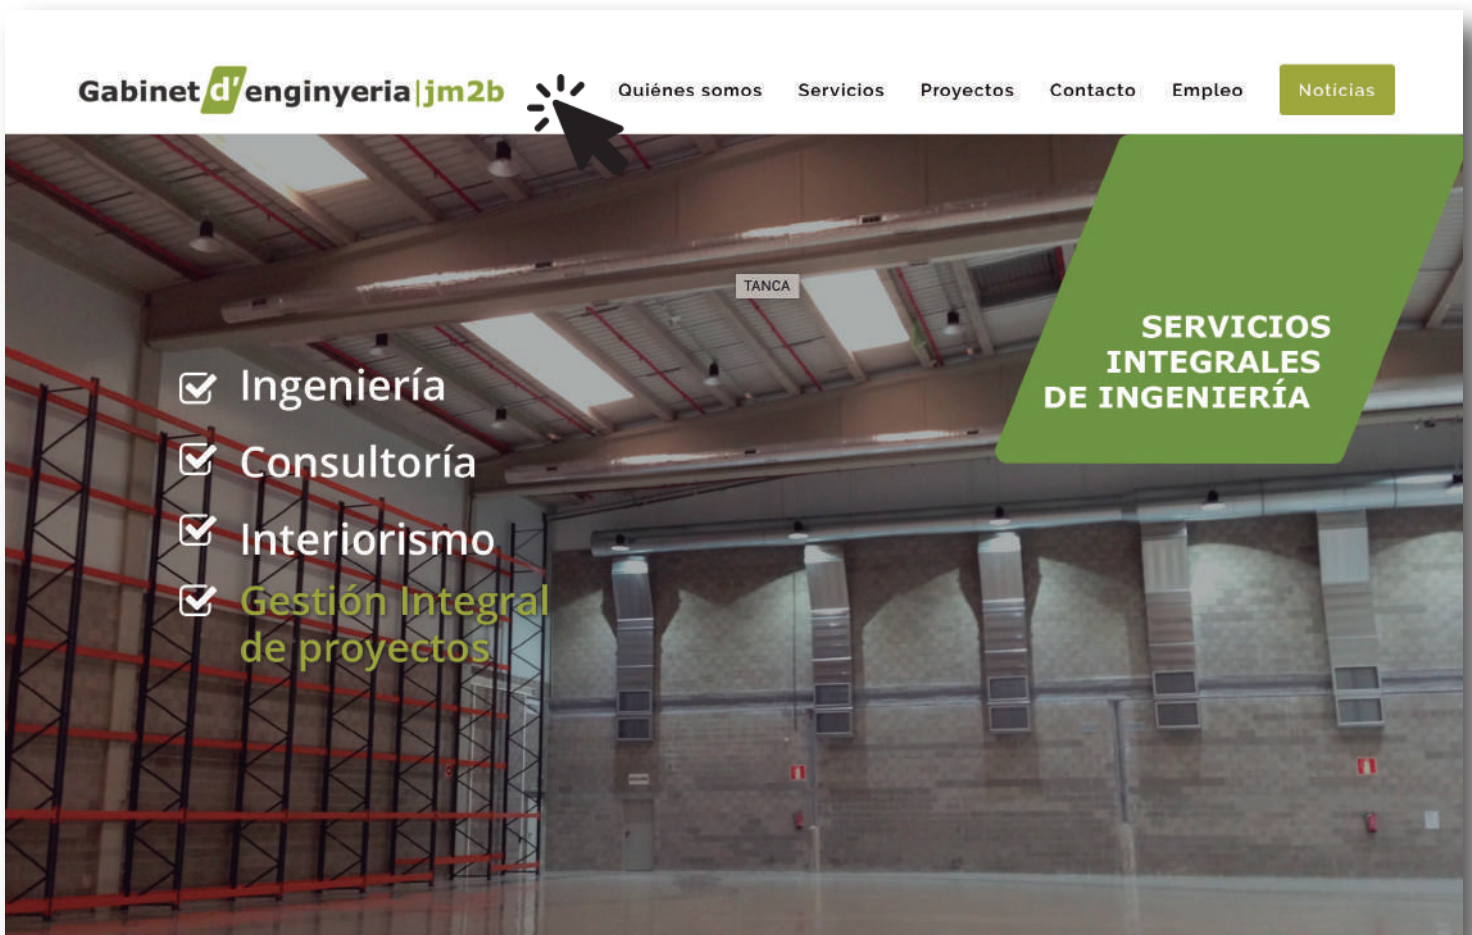 Gabinet d'enginyeria|jm2b
Quiénes somos Servicios Proyectos Contacto Empleo Notícias
TANCA
SERVICIOS
INTEGRALES
DE INGENIERÍA
Ingeniería
Consultoría
Interiorismo
Gestión Integral
de proyectos